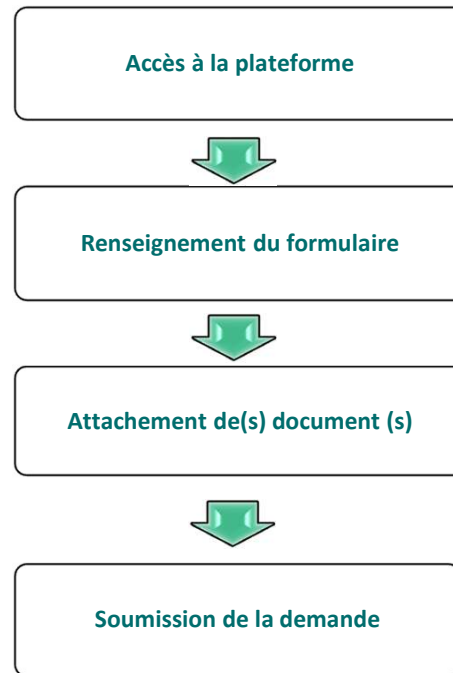 Accès à la plateforme
Renseignement du formulaire
Attachement de(s) document (s)
Soumission de la demande